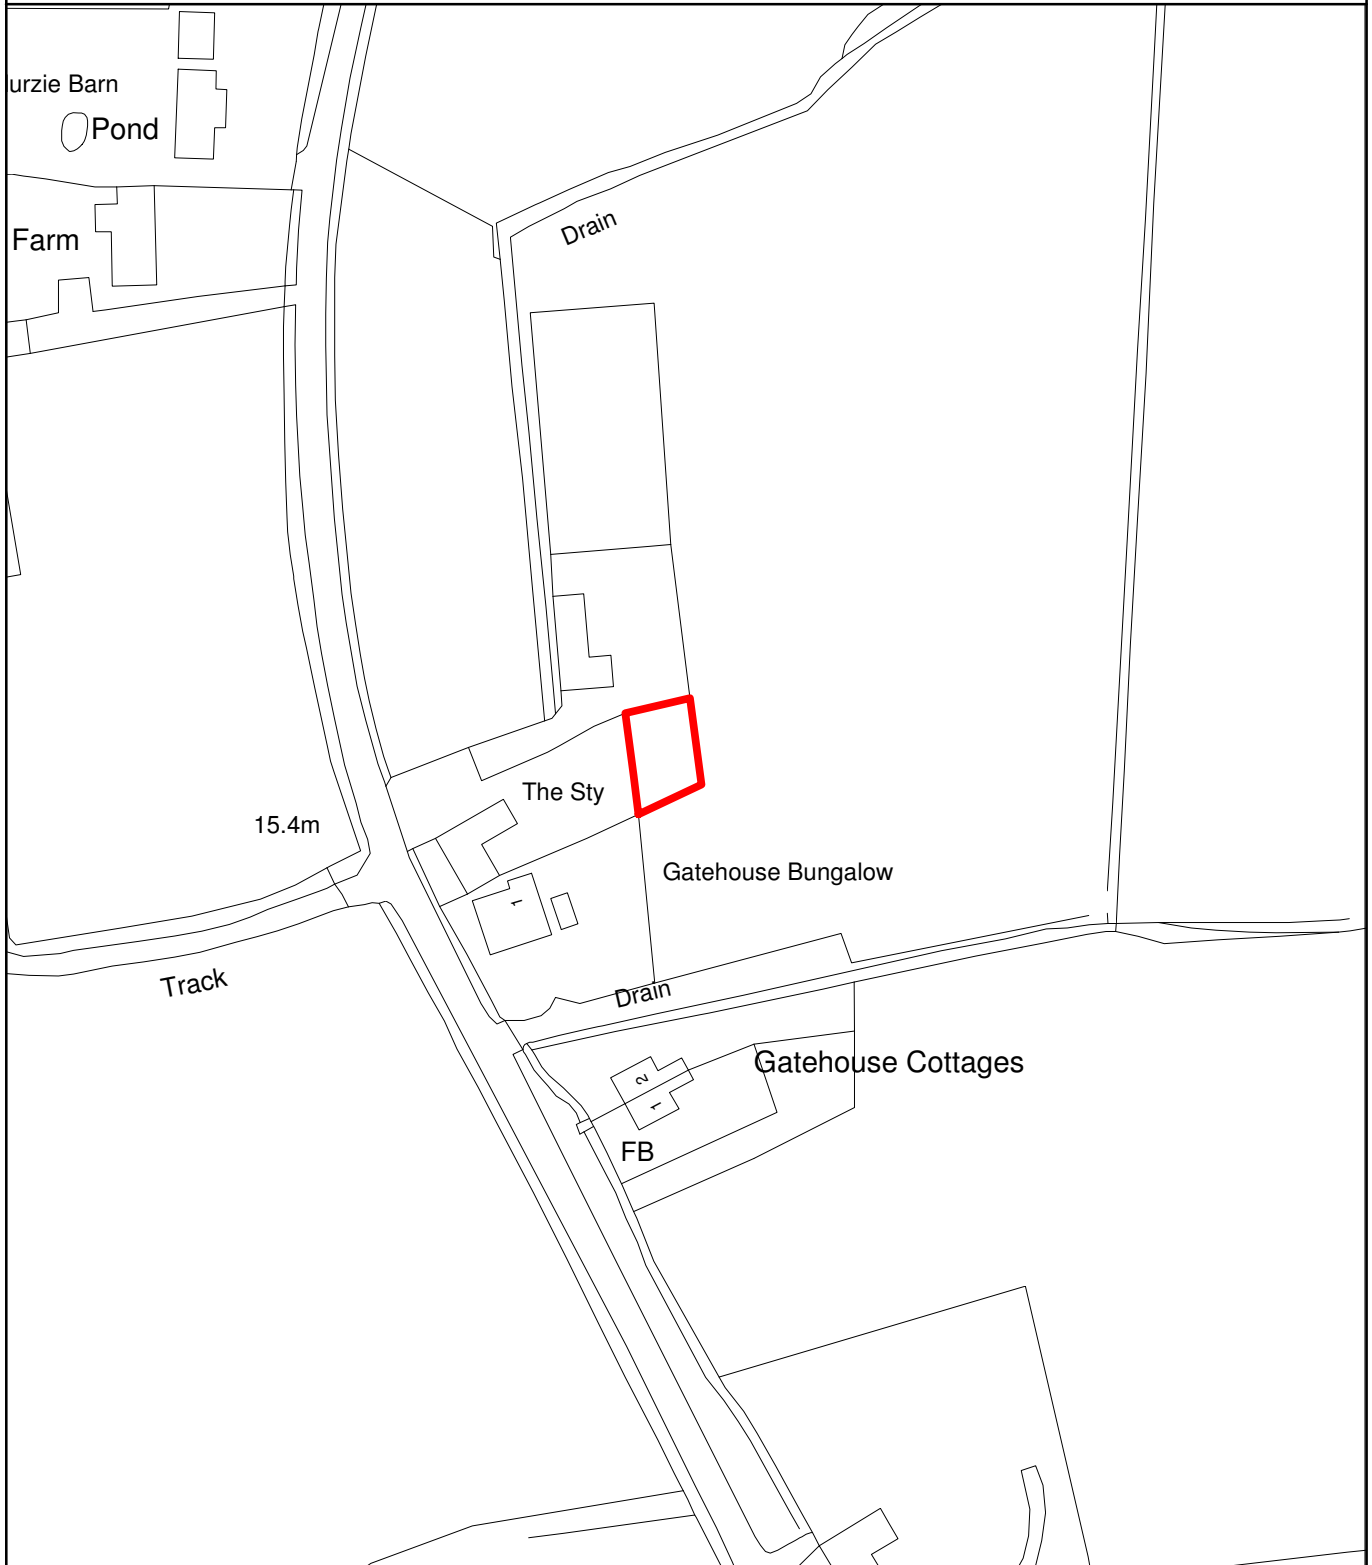 urzie Barn
Pond
Drain
Farm
The Sty
15.4m
Gatehouse Bungalow
1
Track
Drain
Gatehouse Cottages
2
1
FB